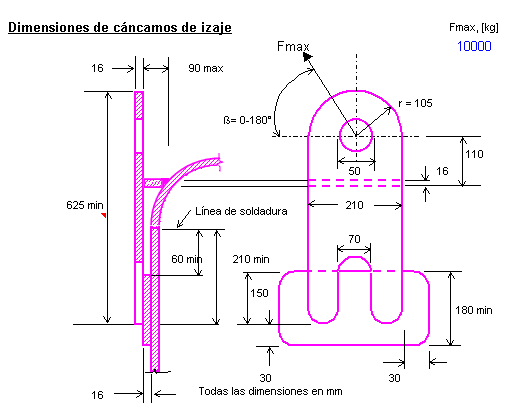 Dimensiones de cáncamos de izaje
Fmax, [kg]
10000
Fmax
16
90 max
r = 105
ß= 0-180°
110
50
16
625 min
210
Línea de soldadura
70
60 min
210 min
150
180 min
30
30
16
Todas las dimensiones en mm